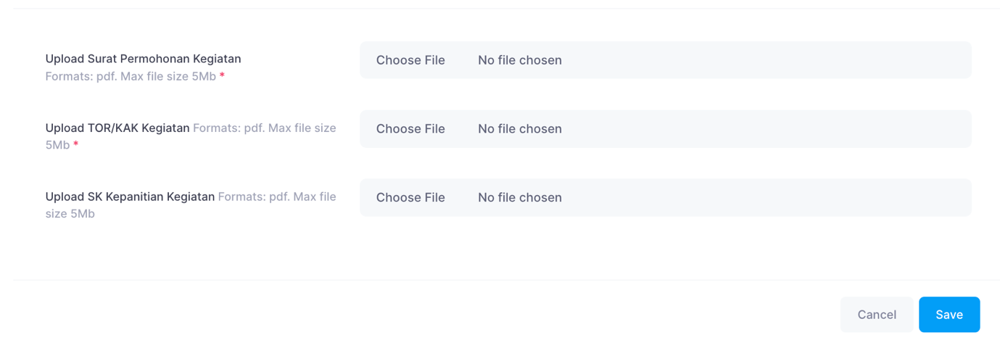 Upload Surat Permohonan Kegiatan
Formats: pdf. Max file size 5Mb *
Choose File No file chosen
Upload TOR/KAK Kegiatan Formats: pdf. Max file size
5Mb *
Choose File No file chosen
Upload SK Kepanitian Kegiatan Formats: pdf. Max file
size 5Mb
Choose File No file chosen
Cancel Save